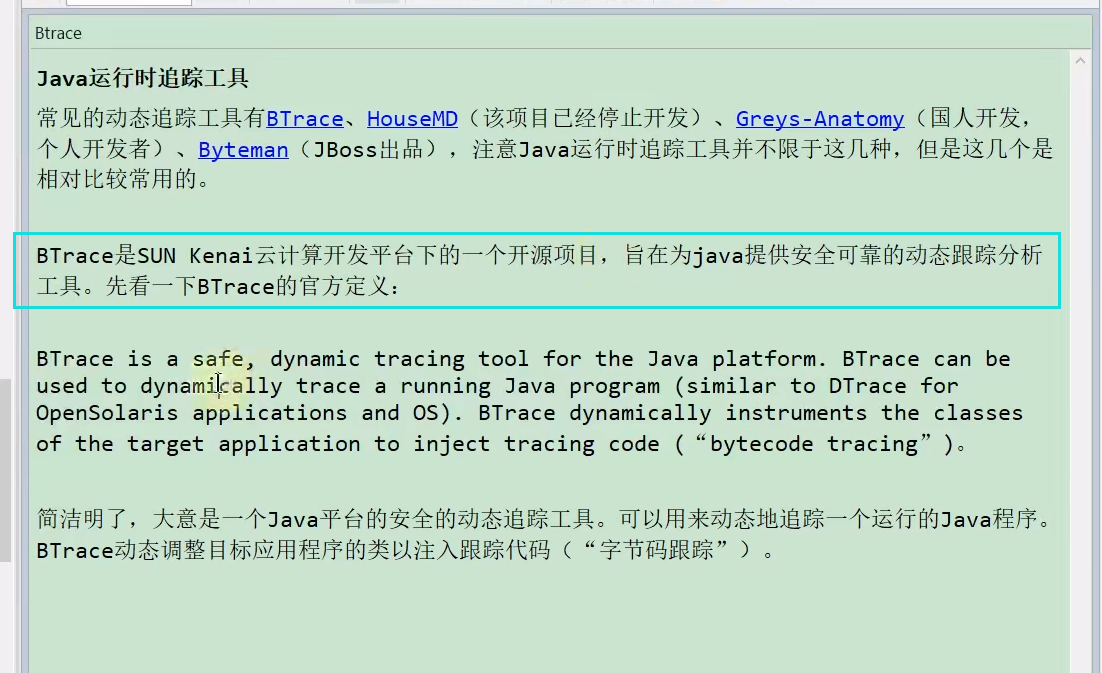 Btrace
Java运行时追踪工具
常见的动态追踪工具有BTrace、HouseMD（该项目已经停止开发）、Greys-Anatomy（国人开发，
个人开发者）、Byteman（JBoss出品），注意Java运行时追踪工具并不限于这几种，但是这几个是
相对比较常用的。
BTrace是SUN Kenai云计算开发平台下的一个开源项目，旨在为java提供安全可靠的动态跟踪分析
工具。先看一下BTrace的官方定义：
BTrace is a safe, dynamic tracing tool for the Java platform. BTrace can be
used to dynamically trace a running Java program (similar to DTrace for
OpenSolaris applications and OS). BTrace dynamically instruments the classes
of the target application to inject tracing code (“bytecode tracing”)。
简洁明了，大意是一个Java平台的安全的动态追踪工具。可以用来动态地追踪一个运行的Java程序。
BTrace动态调整目标应用程序的类以注入跟踪代码（“字节码跟踪”）。